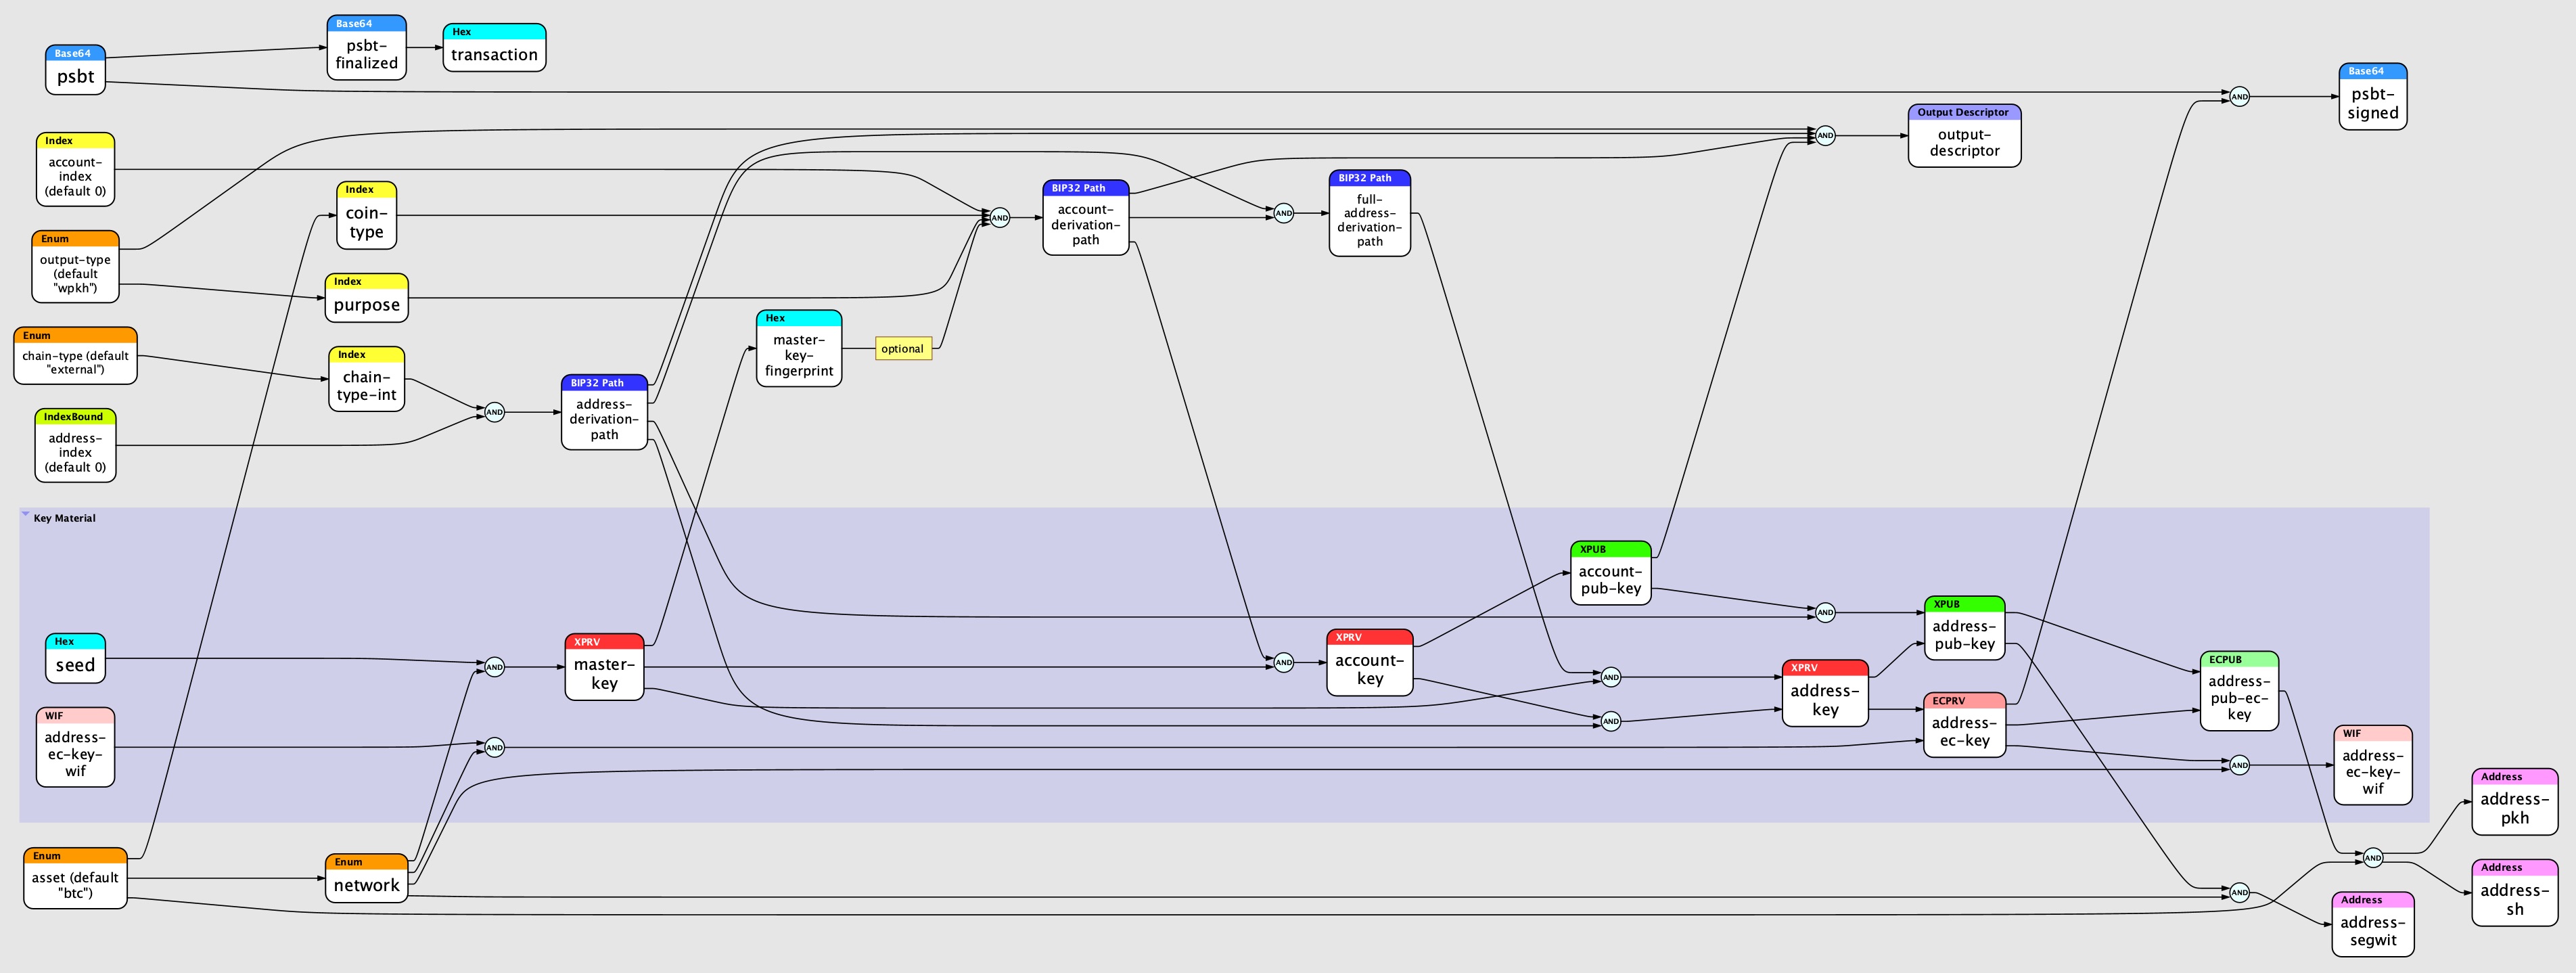 Base64
psbt
Base64
psbt-
finalized
Hex
transaction
AND
Base64
psbt-
signed
Index
account-
index
(default 0)
Enum
output-type
(default
"wpkh")
Enum
chain-type (default
"external")
IndexBound
address-
index
(default 0)
Index
coin-
type
Index
purpose
Index
chain-
type-int
AND
BIP32 Path
address-
derivation-
path
Hex
master-
key-
fingerprint
optional
AND
BIP32 Path
account-
derivation-
path
AND
BIP32 Path
full-
address-
derivation-
path
AND
Output Descriptor
output-
descriptor
Key Material
Hex
seed
WIF
address-
ec-key-
wif
AND
AND
XPRV
master-
key
AND
XPRV
account-
key
XPUB
account-
pub-key
AND
AND
AND
XPRV
address-
key
XPUB
address-
pub-key
ECPRV
address-
ec-key
ECPUB
address-
pub-ec-
key
AND
WIF
address-
ec-key-
wif
Enum
asset (default
"btc")
Enum
network
AND
AND
Address
address-
pkh
Address
address-
sh
Address
address-
segwit